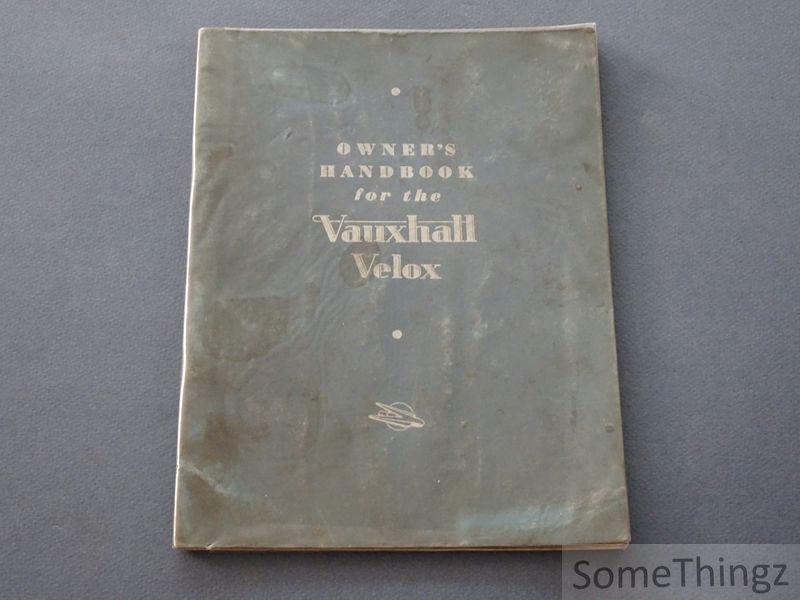 OWNER'S
HANDBOOK
for the
Vauxhall
Velox
SomeThingz